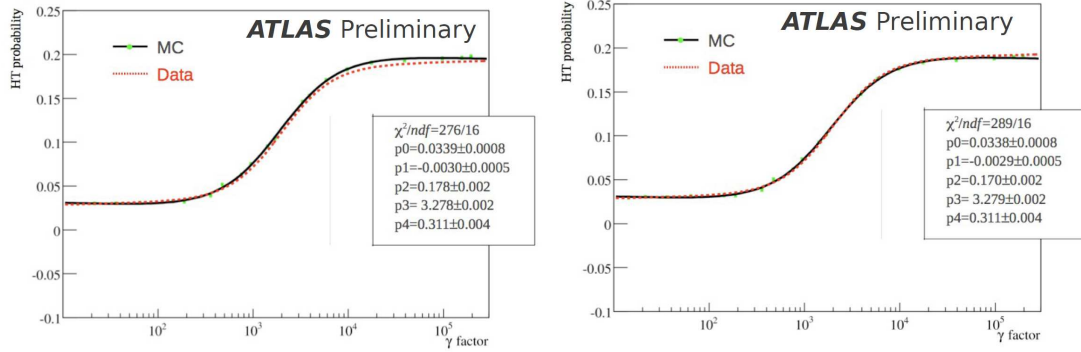 ATLAS Preliminary
HT probability
0.25
0.2
0.15
0.1
0.05
0
-0.05
-0.1
MC
Data
χ²/ndf=276/16
p0=0.0339±0.0008
p1=-0.0030±0.0005
p2=0.178±0.002
p3= 3.278±0.002
p4=0.311±0.004
10² 10³ 10⁴ 10⁵
γ factor
ATLAS Preliminary
HT probability
0.25
0.2
0.15
0.1
0.05
0
-0.05
-0.1
MC
Data
χ²/ndf=289/16
p0=0.0338±0.0008
p1=-0.0029±0.0005
p2=0.170±0.002
p3= 3.279±0.002
p4=0.311±0.004
10² 10³ 10⁴ 10⁵
γ factor